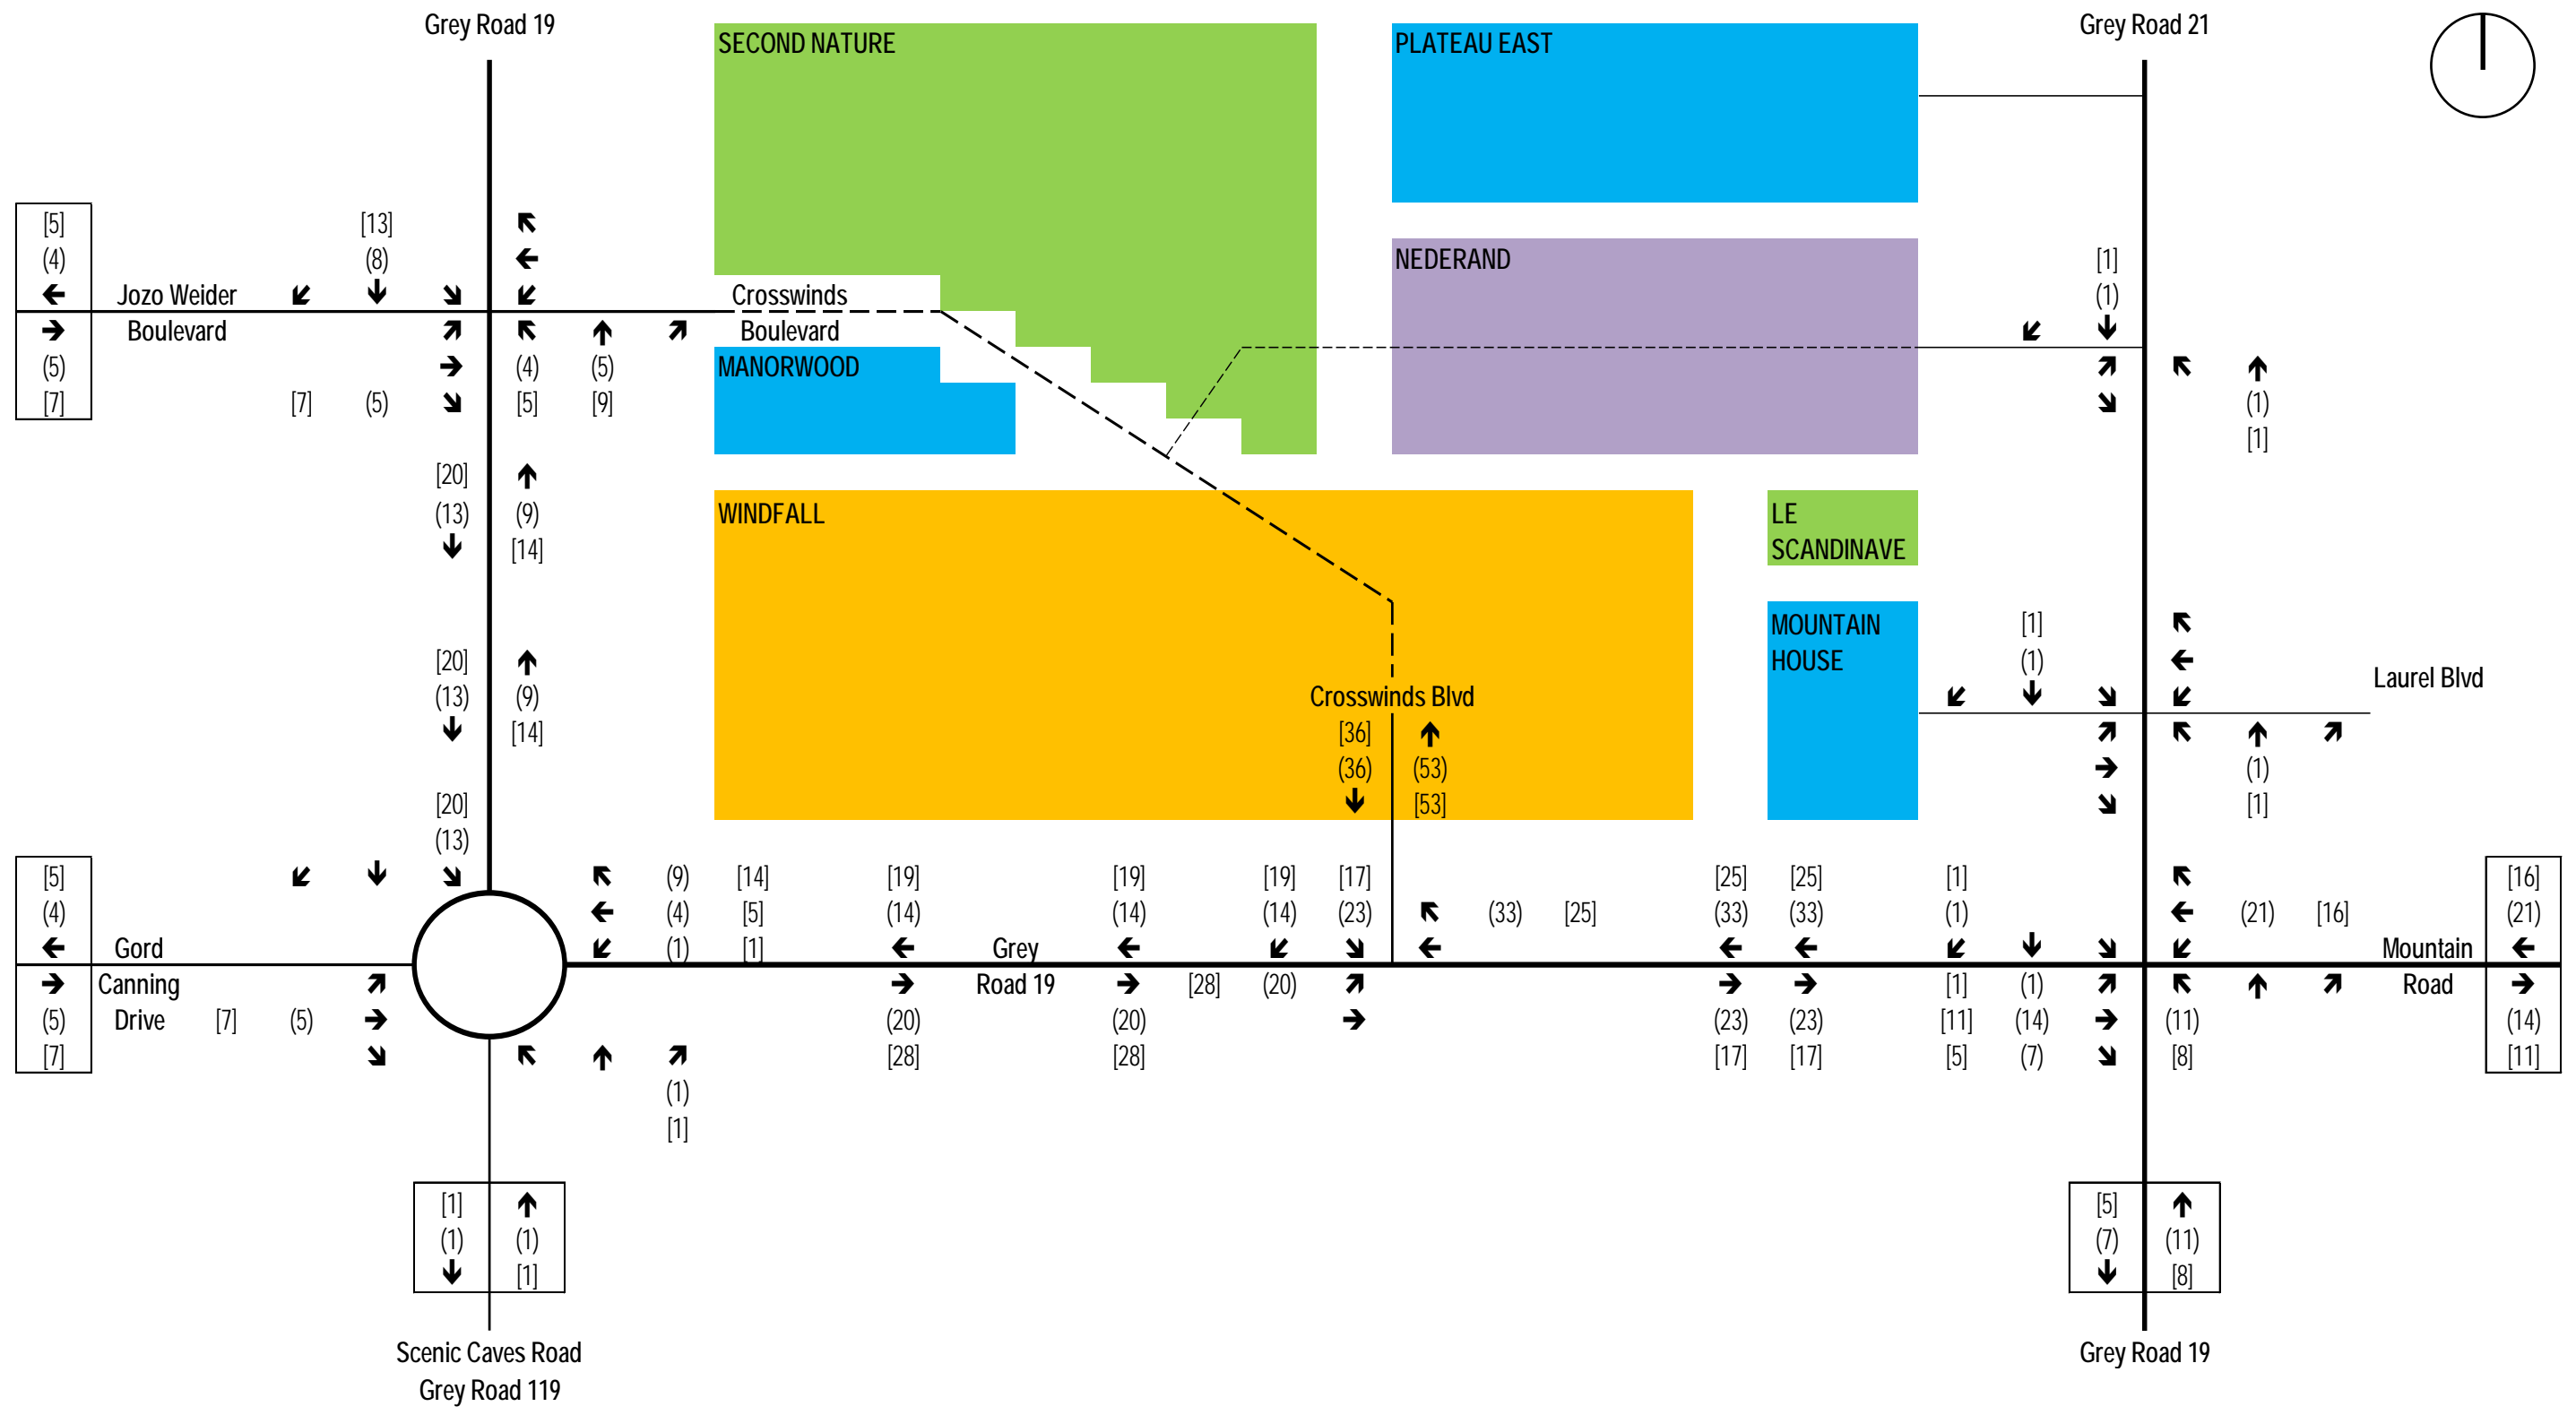 Grey Road 19
SECOND NATURE
PLATEAU EAST
Grey Road 21
[5] [13]
(4) (8)
NEDERAND
[1]
(1)
Jozo Weider
Boulevard
Crosswinds
Boulevard
(5) (4) (5)
[7] [7] (5) [5] [9]
MANORWOOD
(1)
[1]
[20]
(13) (9)
[14]
WINDFALL
LE
SCANDINAVE
[20]
(13) (9)
[14]
MOUNTAIN
HOUSE
[1]
(1)
Laurel Blvd
Crosswinds Blvd
[36]
(36) (53)
[53]
(1)
[1]
[20]
(13)
[5] (9) [14] [19] [19] [19] [17] [25] [25] [1] [16]
(4) (4) [5] (14) (14) (14) (23) (33) [25] (33) (33) (1) (21) [16] (21)
Gord (1) [1] Grey Mountain
Canning Road 19 [28] (20) [1] (1) Road
(5) Drive [7] (5) (20) (20) (23) (23) [11] (14) (11) (14)
[7] [28] [28] [17] [17] [5] (7) [8] [11]
(1)
[1]
[1] [5]
(1) (1) (7) (11)
[1] [8]
Scenic Caves Road
Grey Road 119
Grey Road 19